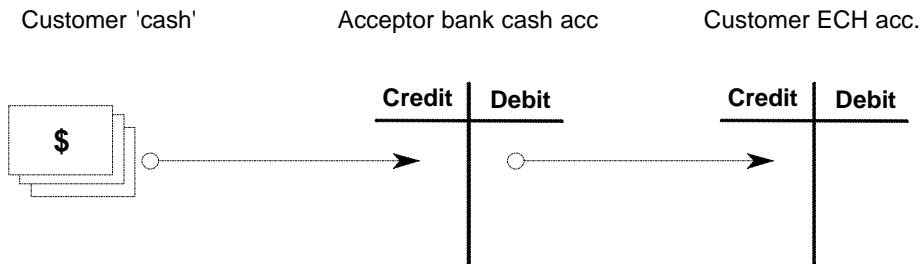 Customer 'cash' Acceptor bank cash acc Customer ECH acc.
Credit Debit Credit Debit
$